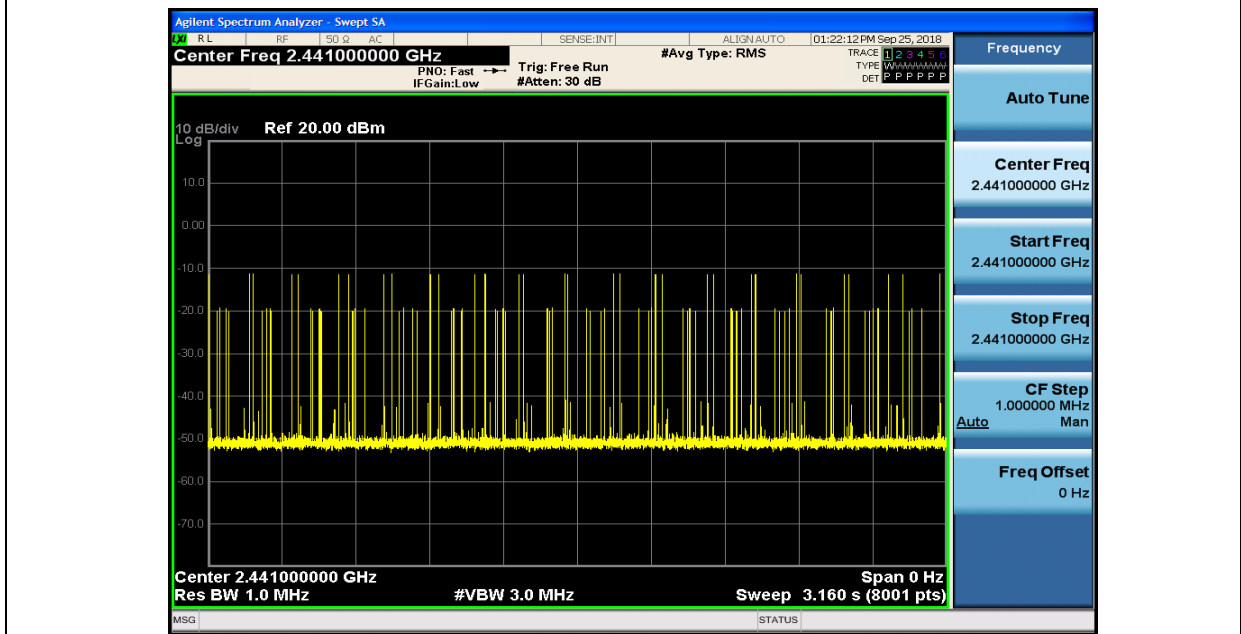 Agilent Spectrum Analyzer - Swept SA
LXI RL RF 50 Ω AC SENSE:INT ALIGN AUTO 01:22:12 PM Sep 25, 2018
Center Freq 2.441000000 GHz #Avg Type: RMS TRACE 1 2 3 4 5 6
PNO: Fast Trig: Free Run TYPE WWWWWW
IFGain:Low #Atten: 30 dB DET P P P P P P
10 dB/div Ref 20.00 dBm
Log
10.0
0.00
-10.0
-20.0
-30.0
-40.0
-50.0
-60.0
-70.0
Center 2.441000000 GHz Span 0 Hz
Res BW 1.0 MHz #VBW 3.0 MHz Sweep 3.160 s (8001 pts)
MSG STATUS
Frequency
Auto Tune
Center Freq
2.441000000 GHz
Start Freq
2.441000000 GHz
Stop Freq
2.441000000 GHz
CF Step
1.000000 MHz
Auto Man
Freq Offset
0 Hz